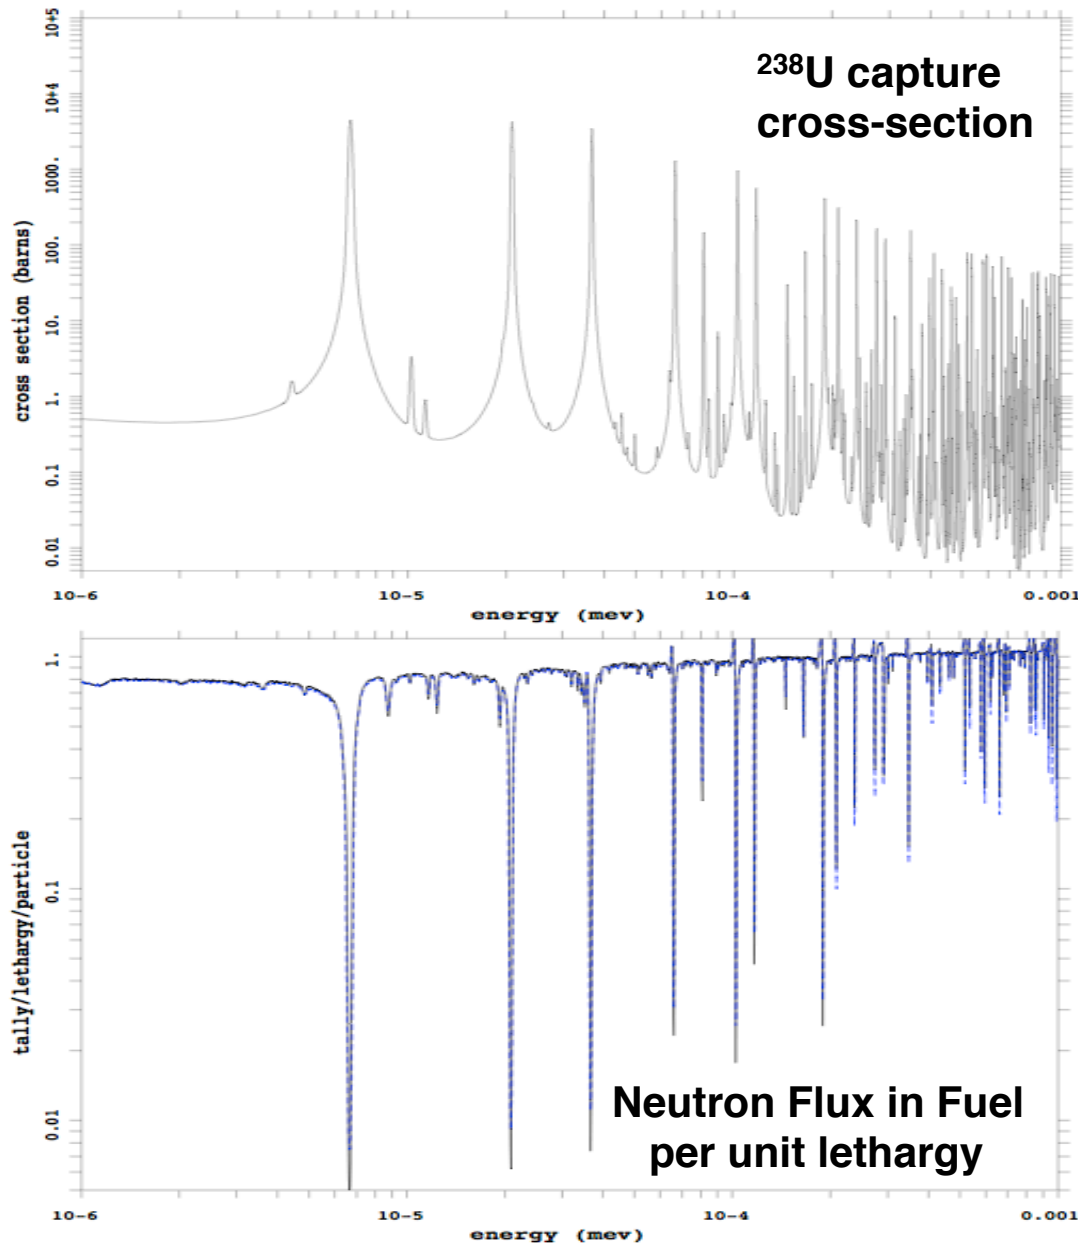 10+5
10+4
1000.
100.
10.
1.
0.1
0.01
cross section (barns)
²³⁸U capture
cross-section
10-6 10-5 10-4 0.001
energy (mev)
1.
0.1
0.01
tally/lethargy/particle
Neutron Flux in Fuel
per unit lethargy
10-6 10-5 10-4 0.001
energy (mev)